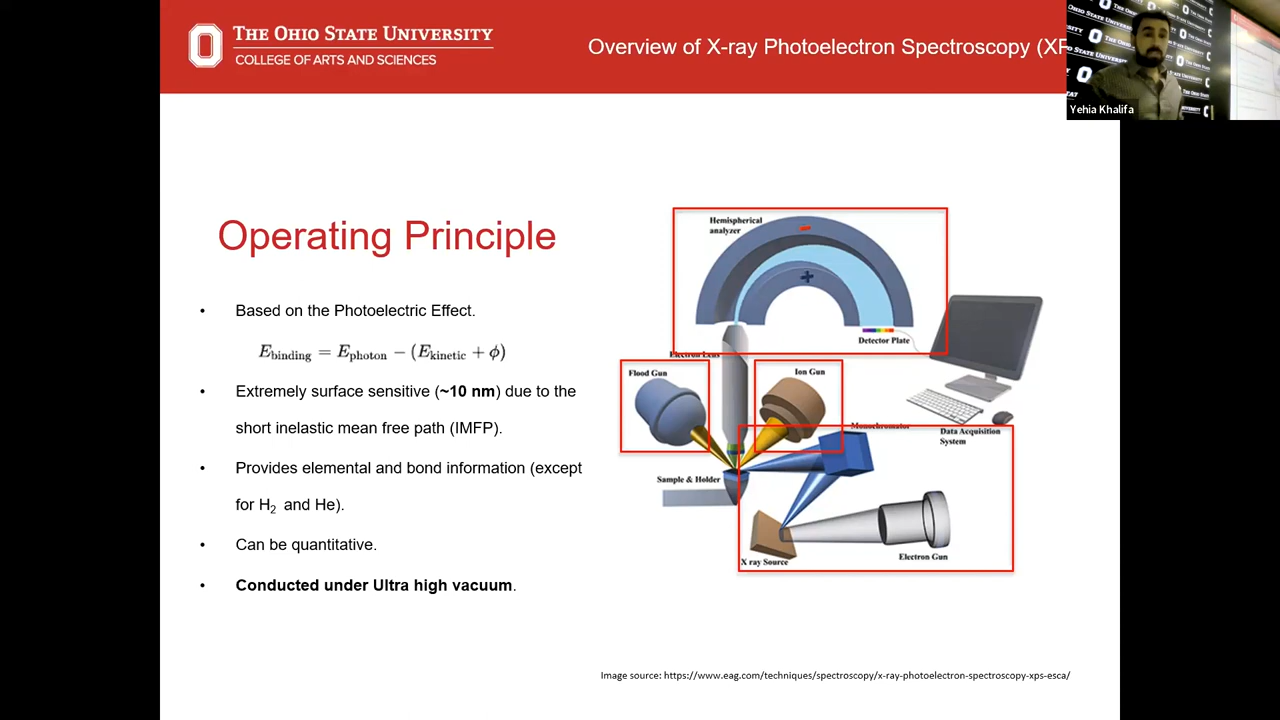 THE OHIO STATE UNIVERSITY
COLLEGE OF ARTS AND SCIENCES
Overview of X-ray Photoelectron Spectroscopy (XP
Yehia Khalifa
Operating Principle
• Based on the Photoelectric Effect.
E_binding = E_photon − (E_kinetic + ϕ)
• Extremely surface sensitive (~10 nm) due to the
short inelastic mean free path (IMFP).
• Provides elemental and bond information (except
for H₂ and He).
• Can be quantitative.
• Conducted under Ultra high vacuum.
Hemispherical
analyzer
-
+
Detector Plate
Electron Lens
Flood Gun
Ion Gun
Monochromator
Data Acquisition
System
Sample & Holder
Electron Gun
X ray Source
Image source: https://www.eag.com/techniques/spectroscopy/x-ray-photoelectron-spectroscopy-xps-esca/